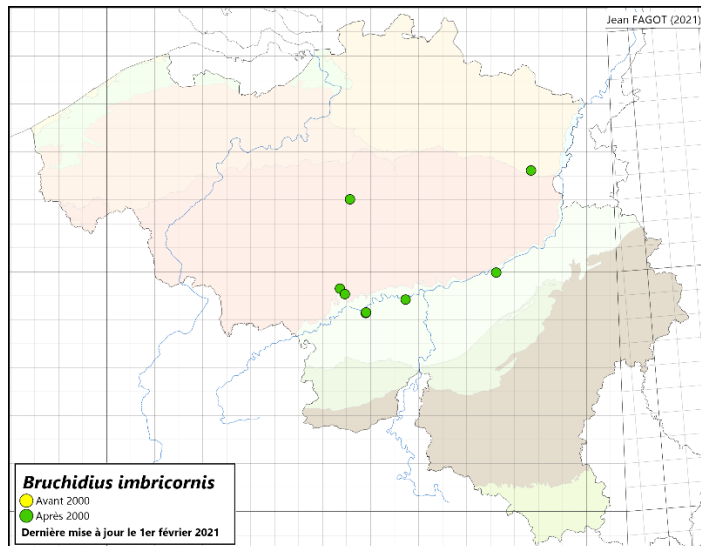 Jean FAGOT (2021)
Bruchidius imbricornis
Avant 2000
Après 2000
Dernière mise à jour le 1er février 2021